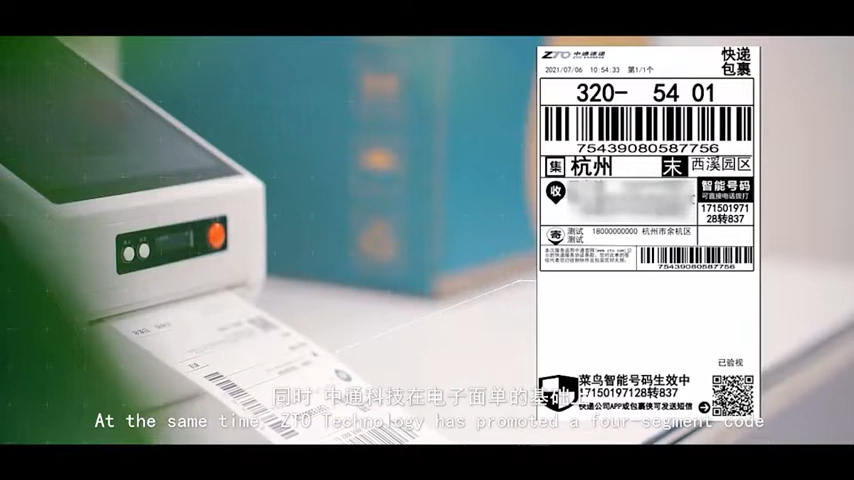 ZTO 中通快递
ZTO EXPRESS
快递
包裹
2021/07/06 10:54:33 第1/1个
320- 54 01
75439080587756
集 杭州 末 西溪园区
收
智能号码
可直接电话拨打
171501971
28转837
寄 测试 18000000000 杭州市余杭区
测试
75439080587756
已验视
菜鸟智能号码生效中
17150197128转837
快递公司APP或包裹侠可发送短信
同时 中通科技在电子面单的基础
At the same time, ZTO Technology has promoted a four-segment code